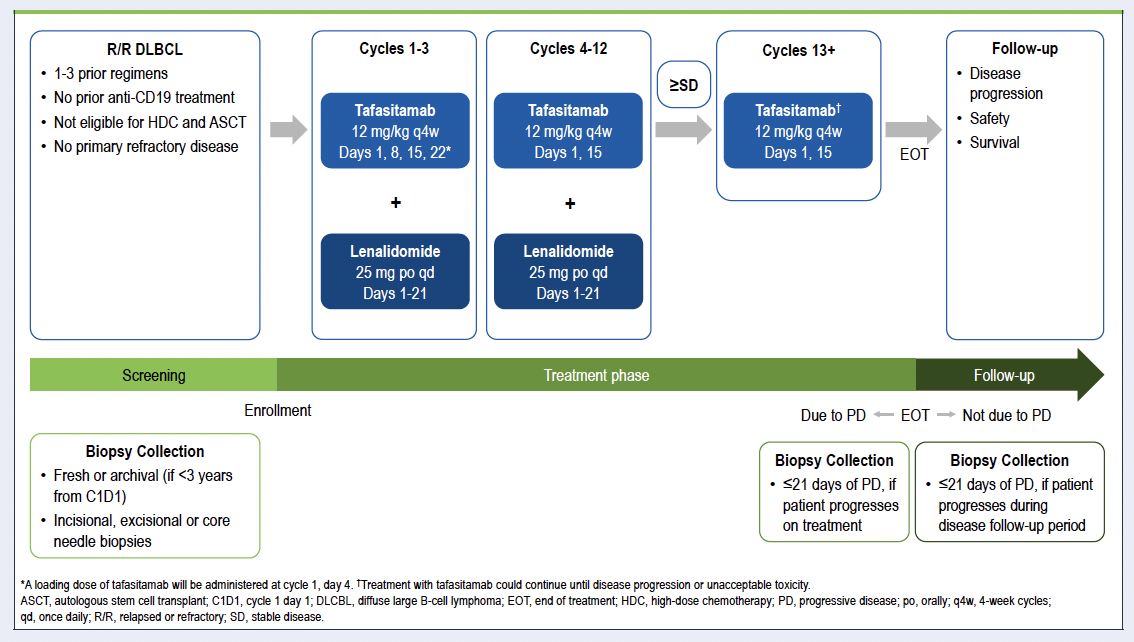 R/R DLBCL
• 1-3 prior regimens
• No prior anti-CD19 treatment
• Not eligible for HDC and ASCT
• No primary refractory disease
Cycles 1-3
Tafasitamab
12 mg/kg q4w
Days 1, 8, 15, 22*
+
Lenalidomide
25 mg po qd
Days 1-21
Cycles 4-12
Tafasitamab
12 mg/kg q4w
Days 1, 15
+
Lenalidomide
25 mg po qd
Days 1-21
≥SD
Cycles 13+
Tafasitamab†
12 mg/kg q4w
Days 1, 15
EOT
Follow-up
• Disease
progression
• Safety
• Survival
Screening
Treatment phase
Follow-up
Enrollment
Due to PD
EOT
Not due to PD
Biopsy Collection
• Fresh or archival (if <3 years
from C1D1)
• Incisional, excisional or core
needle biopsies
Biopsy Collection
• ≤21 days of PD, if
patient progresses
on treatment
Biopsy Collection
• ≤21 days of PD, if patient
progresses during
disease follow-up period
*A loading dose of tafasitamab will be administered at cycle 1, day 4. †Treatment with tafasitamab could continue until disease progression or unacceptable toxicity.
ASCT, autologous stem cell transplant; C1D1, cycle 1 day 1; DLCBL, diffuse large B-cell lymphoma; EOT, end of treatment; HDC, high-dose chemotherapy; PD, progressive disease; po, orally; q4w, 4-week cycles;
qd, once daily; R/R, relapsed or refractory; SD, stable disease.